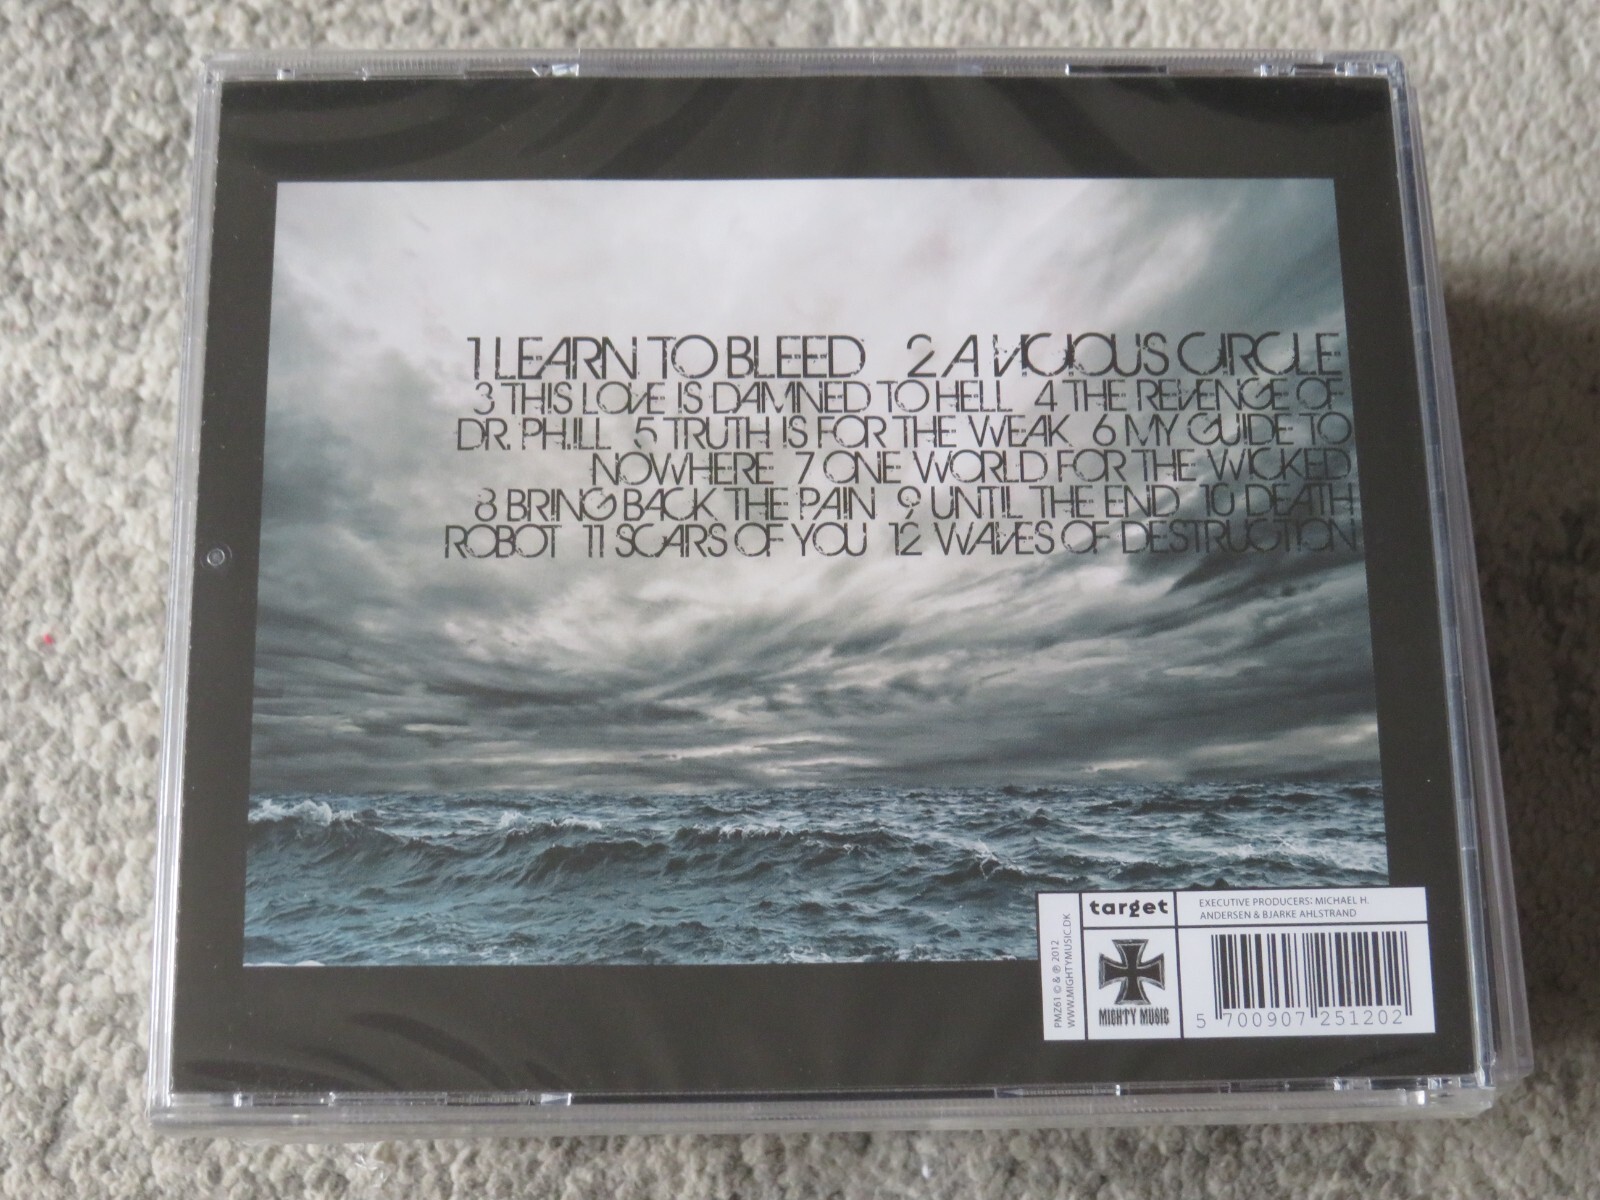 1 LEARN TO BLEED 2 A VICIOUS CIRCLE
3 THIS LOVE IS DAMNED TO HELL 4 THE REVENGE OF
DR. PH.ILL 5 TRUTH IS FOR THE WEAK 6 MY GUIDE TO
NOWHERE 7 ONE WORLD FOR THE WICKED
8 BRING BACK THE PAIN 9 UNTIL THE END 10 DEATH
ROBOT 11 SCARS OF YOU 12 WAVES OF DESTRUCTION
PMZ61 © & ℗ 2012
WWW.MIGHTYMUSIC.DK
target
MIGHTY MUSIC
EXECUTIVE PRODUCERS: MICHAEL H.
ANDERSEN & BJARKE AHLSTRAND
5 700907 251202